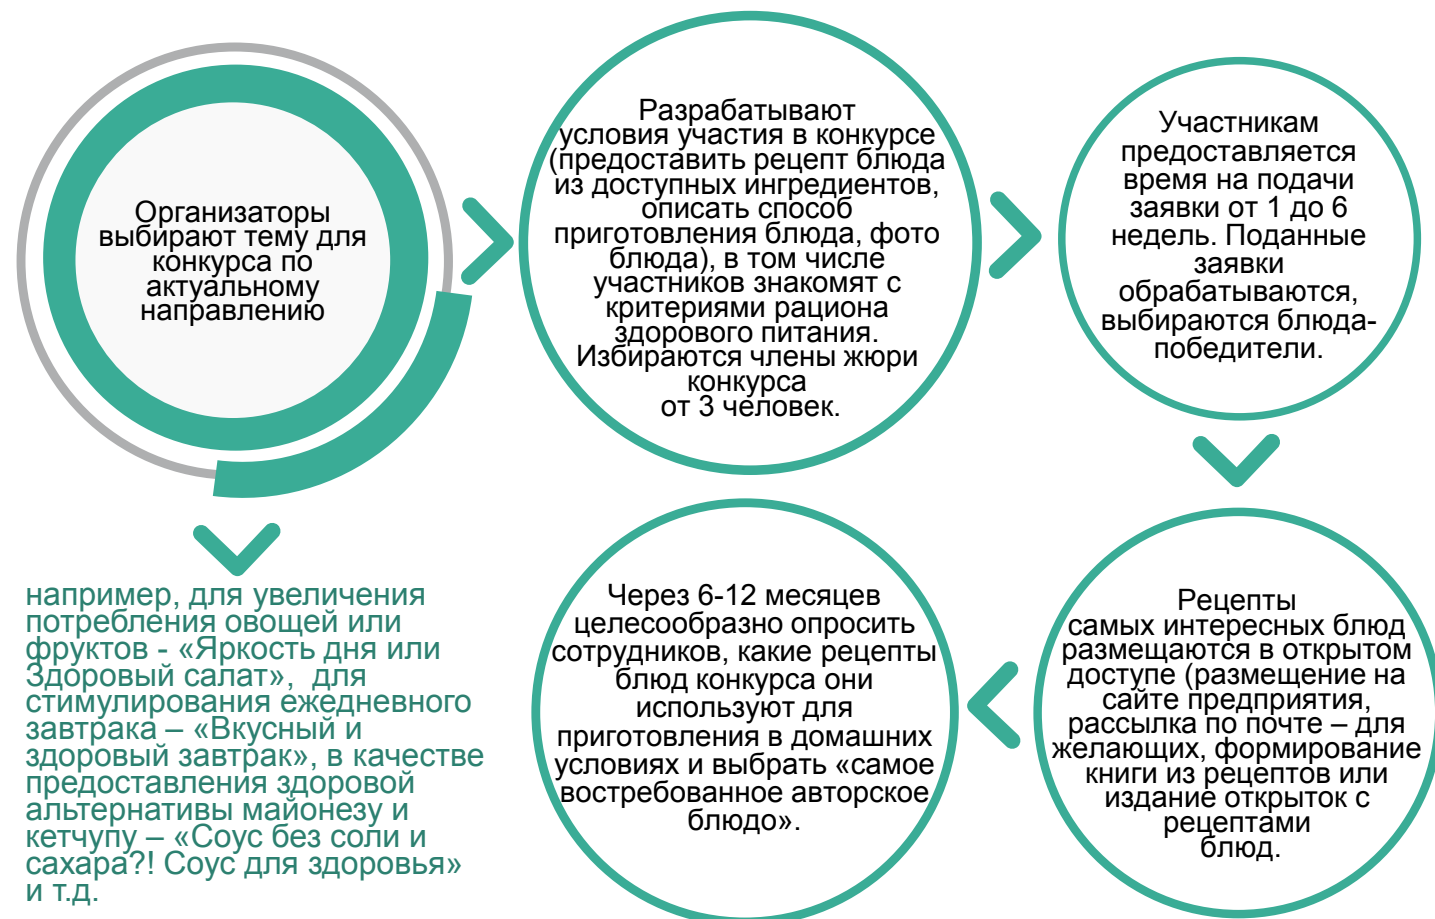 Организаторы
выбирают тему для
конкурса по
актуальному
направлению
например, для увеличения
потребления овощей или
фруктов - «Яркость дня или
Здоровый салат», для
стимулирования ежедневного
завтрака – «Вкусный и
здоровый завтрак», в качестве
предоставления здоровой
альтернативы майонезу и
кетчупу – «Соус без соли и
сахара?! Соус для здоровья»
и т.д.
Разрабатывают
условия участия в конкурсе
(предоставить рецепт блюда
из доступных ингредиентов,
описать способ
приготовления блюда, фото
блюда), в том числе
участников знакомят с
критериями рациона
здорового питания.
Избираются члены жюри
конкурса
от 3 человек.
Участникам
предоставляется
время на подачи
заявки от 1 до 6
недель. Поданные
заявки
обрабатываются,
выбираются блюда-
победители.
Рецепты
самых интересных блюд
размещаются в открытом
доступе (размещение на
сайте предприятия,
рассылка по почте – для
желающих, формирование
книги из рецептов или
издание открыток с
рецептами
блюд.
Через 6-12 месяцев
целесообразно опросить
сотрудников, какие рецепты
блюд конкурса они
используют для
приготовления в домашних
условиях и выбрать «самое
востребованное авторское
блюдо».